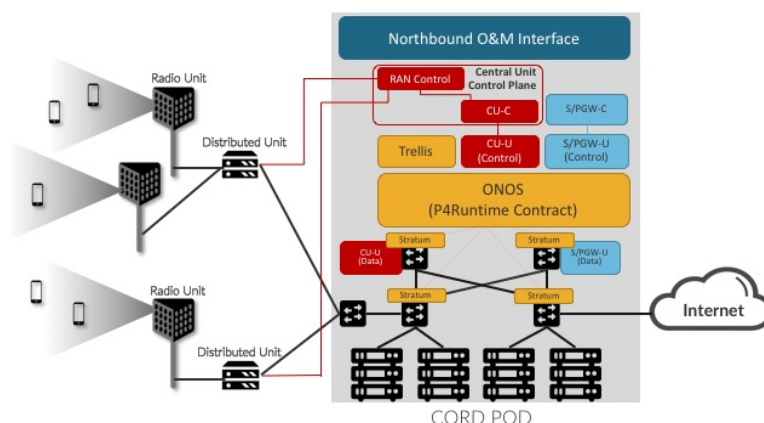 Northbound O&M Interface
Radio Unit
RAN Control
Central Unit
Control Plane
CU-C
S/PGW-C
Distributed Unit
Trellis
CU-U
(Control)
S/PGW-U
(Control)
ONOS
(P4Runtime Contract)
Stratum
Stratum
CU-U
(Data)
S/PGW-U
(Data)
Radio Unit
Stratum
Stratum
Internet
Distributed Unit
CORD POD